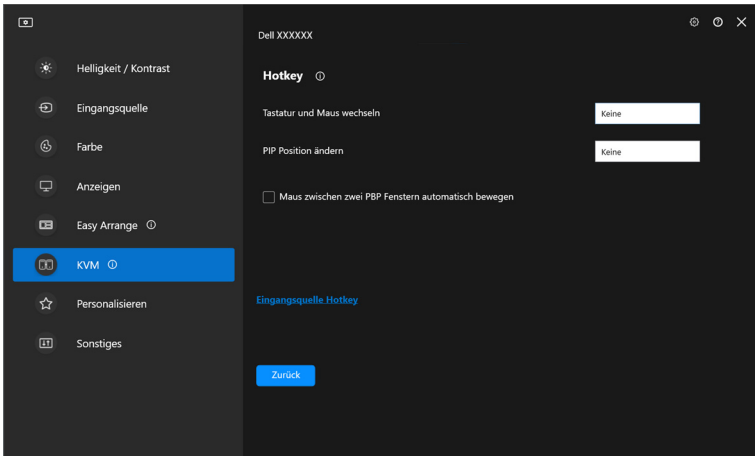 Dell XXXXXX
Helligkeit / Kontrast
Eingangsquelle
Farbe
Anzeigen
Easy Arrange
KVM
Personalisieren
Sonstiges
Hotkey
Tastatur und Maus wechseln
Keine
PIP Position ändern
Keine
Maus zwischen zwei PBP Fenstern automatisch bewegen
Eingangsquelle Hotkey
Zurück